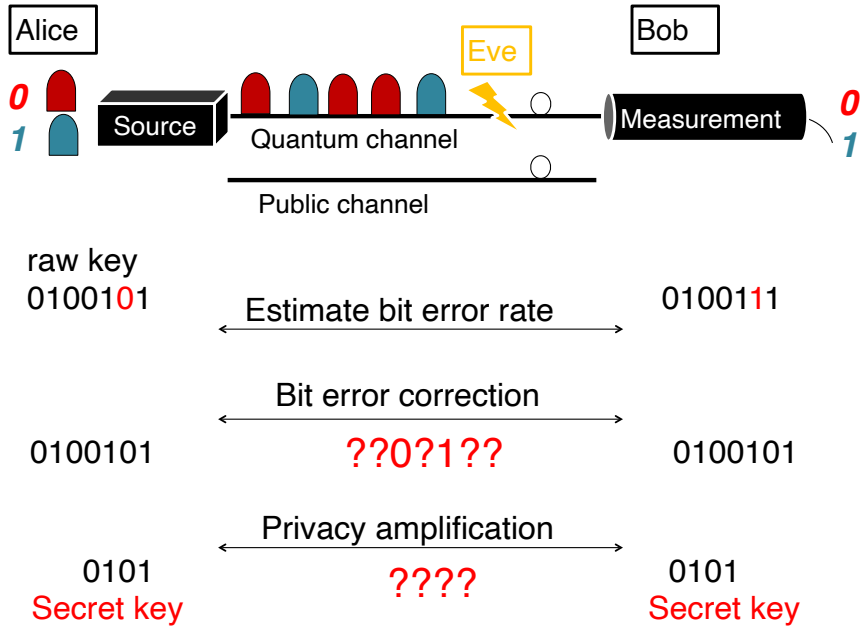 Alice
Eve
Bob
0
1
Source
Quantum channel
Public channel
Measurement
0
1
raw key
0100101
Estimate bit error rate
0100111
Bit error correction
0100101
??0?1??
0100101
Privacy amplification
0101
????
0101
Secret key
Secret key